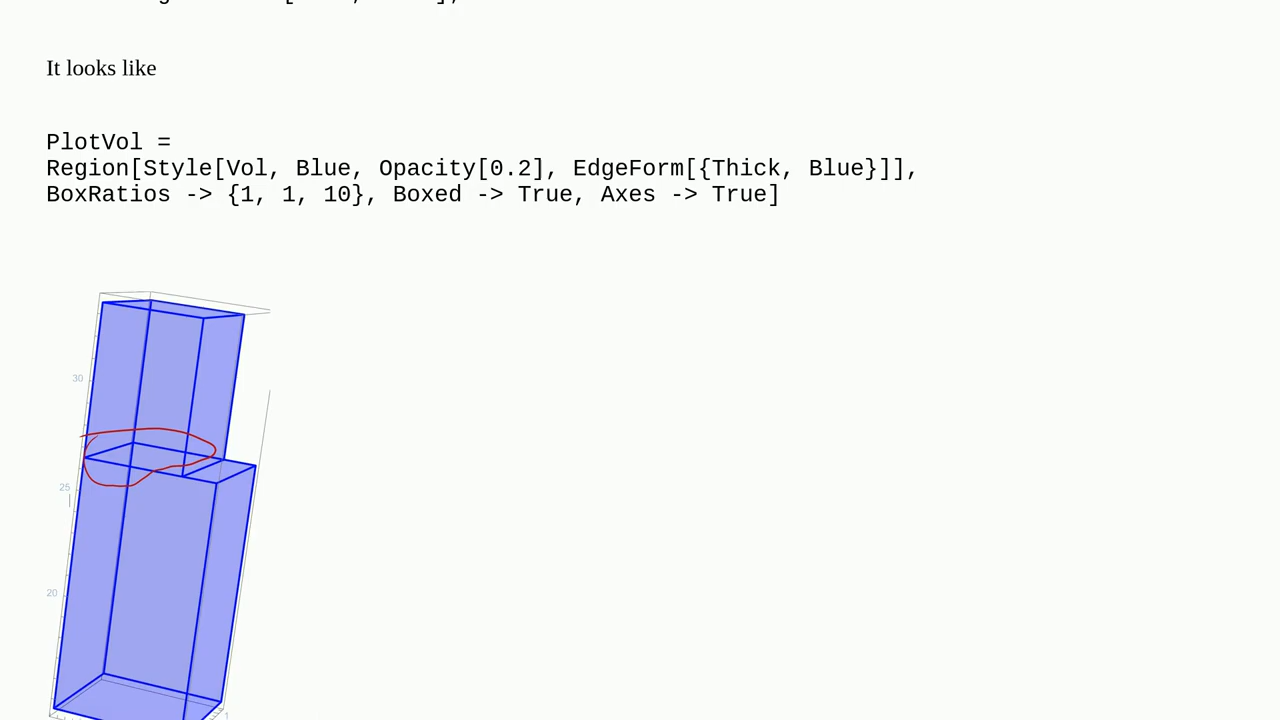 It looks like
PlotVol =
Region[Style[Vol, Blue, Opacity[0.2], EdgeForm[{Thick, Blue}]],
BoxRatios -> {1, 1, 10}, Boxed -> True, Axes -> True]
30
25
20
1